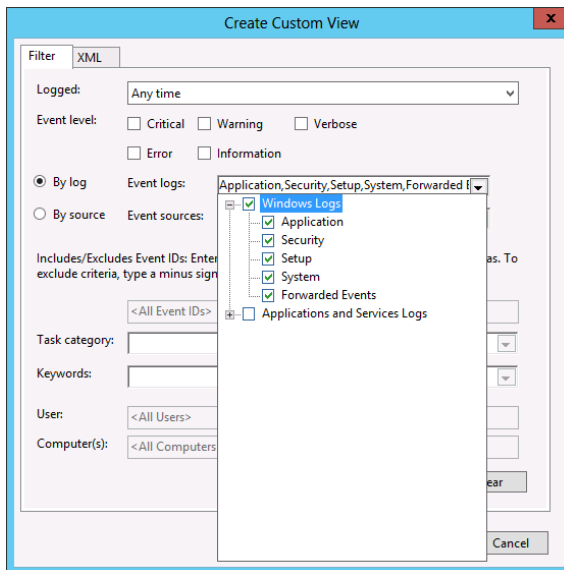 Create Custom View
x
Filter XML
Logged: Any time
Event level: Critical Warning Verbose
Error Information
By log Event logs: Application,Security,Setup,System,Forwarded E
By source Event sources: Windows Logs
Application
Security
Setup
System
Forwarded Events
Applications and Services Logs
Includes/Excludes Event IDs: Enter as. To
exclude criteria, type a minus sign
<All Event IDs>
Task category:
Keywords:
User: <All Users>
Computer(s): <All Computers
ear
Cancel